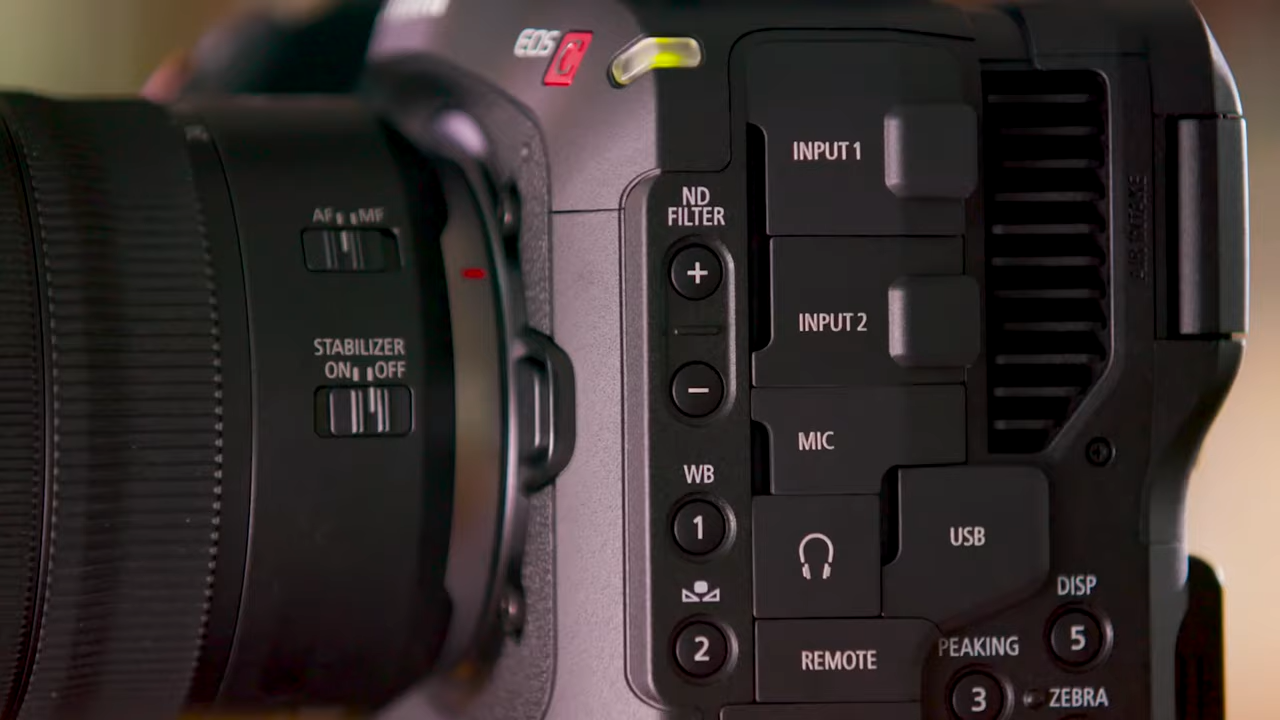 EOS C
INPUT 1
ND
FILTER
AF MF
+
INPUT 2
STABILIZER
ON OFF
−
MIC
WB
1
USB
DISP
5
2
REMOTE
PEAKING
3
ZEBRA